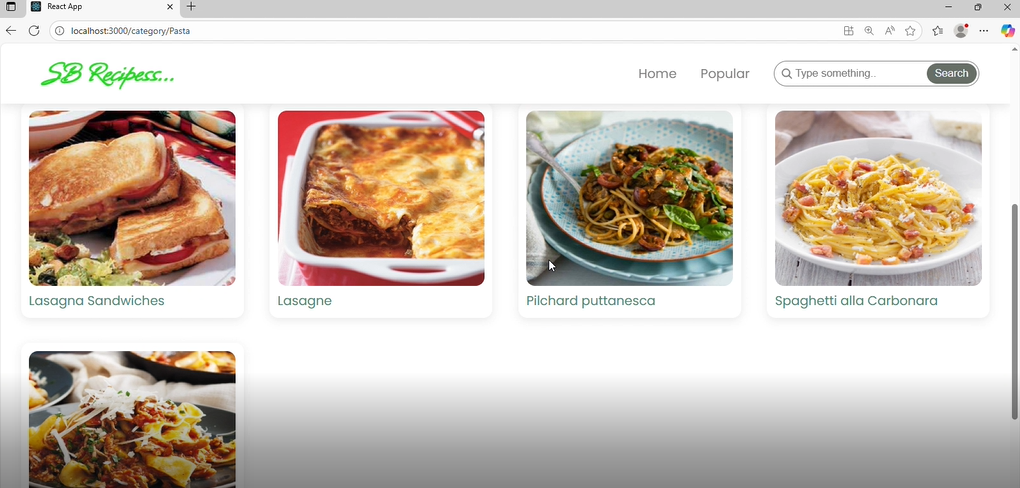 React App
localhost:3000/category/Pasta
SB Recipess...
Home
Popular
Type something..
Search
Lasagna Sandwiches
Lasagne
Pilchard puttanesca
Spaghetti alla Carbonara